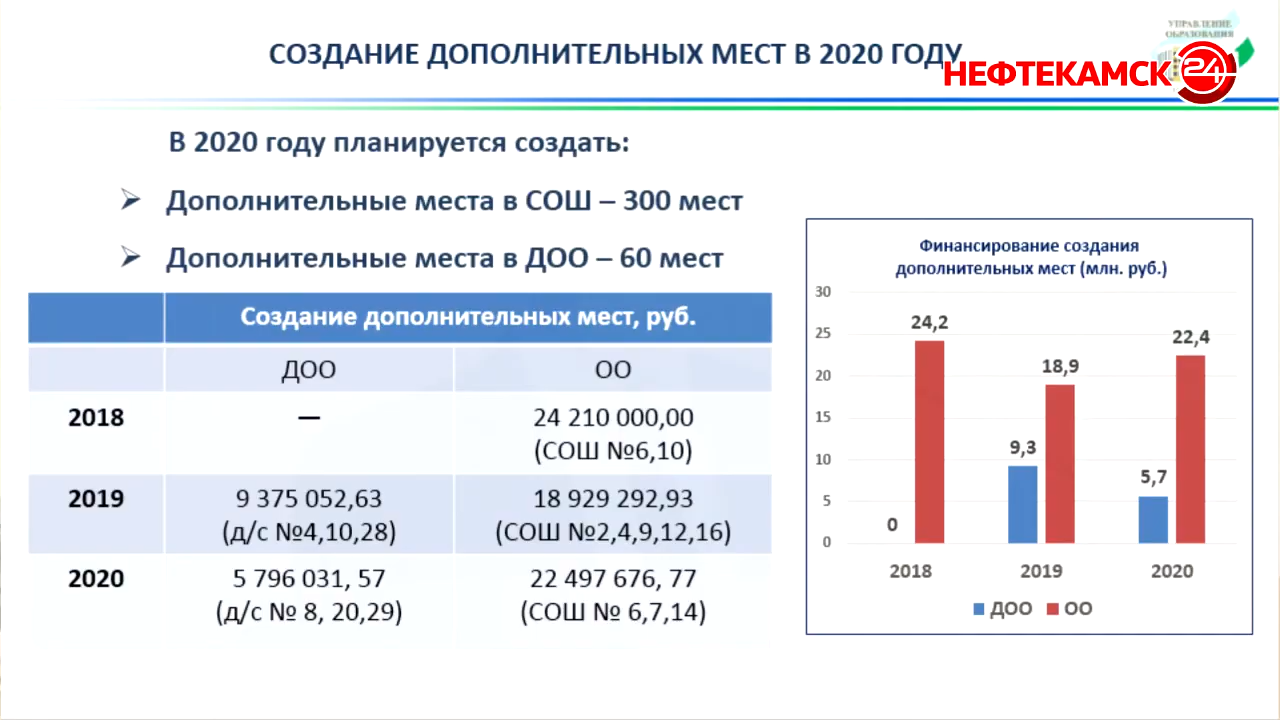 УПРАВЛЕНИЕ
ОБРАЗОВАНИЯ
СОЗДАНИЕ ДОПОЛНИТЕЛЬНЫХ МЕСТ В 2020 ГОДУ
НЕФТЕКАМСК 24
В 2020 году планируется создать:
➢ Дополнительные места в СОШ – 300 мест
➢ Дополнительные места в ДОО – 60 мест
Создание дополнительных мест, руб.
ДОО ОО
2018 — 24 210 000,00
(СОШ №6,10)
2019 9 375 052,63 18 929 292,93
(д/с №4,10,28) (СОШ №2,4,9,12,16)
2020 5 796 031, 57 22 497 676, 77
(д/с № 8, 20,29) (СОШ № 6,7,14)
Финансирование создания
дополнительных мест (млн. руб.)
30
25
20
15
10
5
0
24,2
18,9
22,4
9,3
5,7
0
2018 2019 2020
ДОО ОО